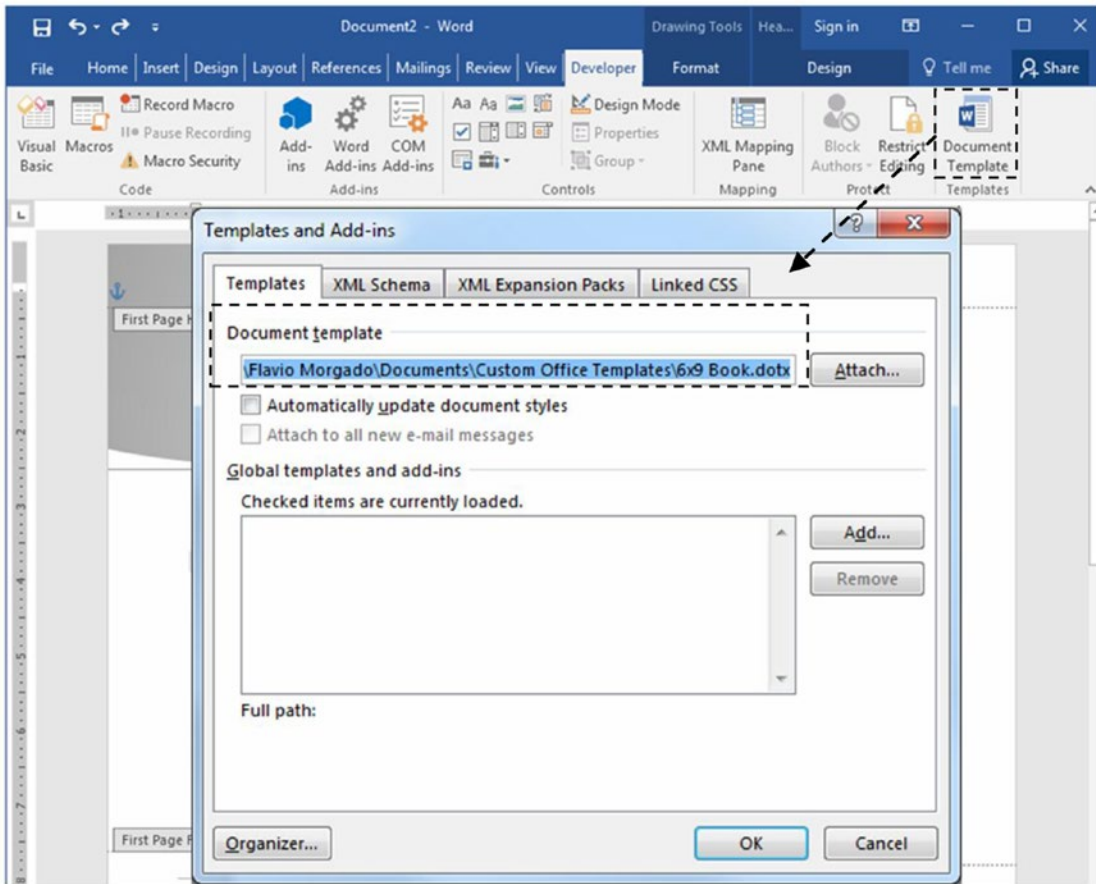 Document2 - Word
Drawing Tools
Hea...
Sign in
File
Home
Insert
Design
Layout
References
Mailings
Review
View
Developer
Format
Design
Tell me
Share
Visual Basic
Macros
Record Macro
Pause Recording
Macro Security
Code
Add-ins
Word Add-ins
COM Add-ins
Add-ins
Aa Aa
Design Mode
Properties
Group
Controls
XML Mapping Pane
Mapping
Block Authors
Restrict Editing
Protect
Document Template
Templates
Templates and Add-ins
Templates
XML Schema
XML Expansion Packs
Linked CSS
First Page
Document template
\Flavio Morgado\Documents\Custom Office Templates\6x9 Book.dotx
Attach...
Automatically update document styles
Attach to all new e-mail messages
Global templates and add-ins
Checked items are currently loaded.
Add...
Remove
Full path:
First Page
Organizer...
OK
Cancel